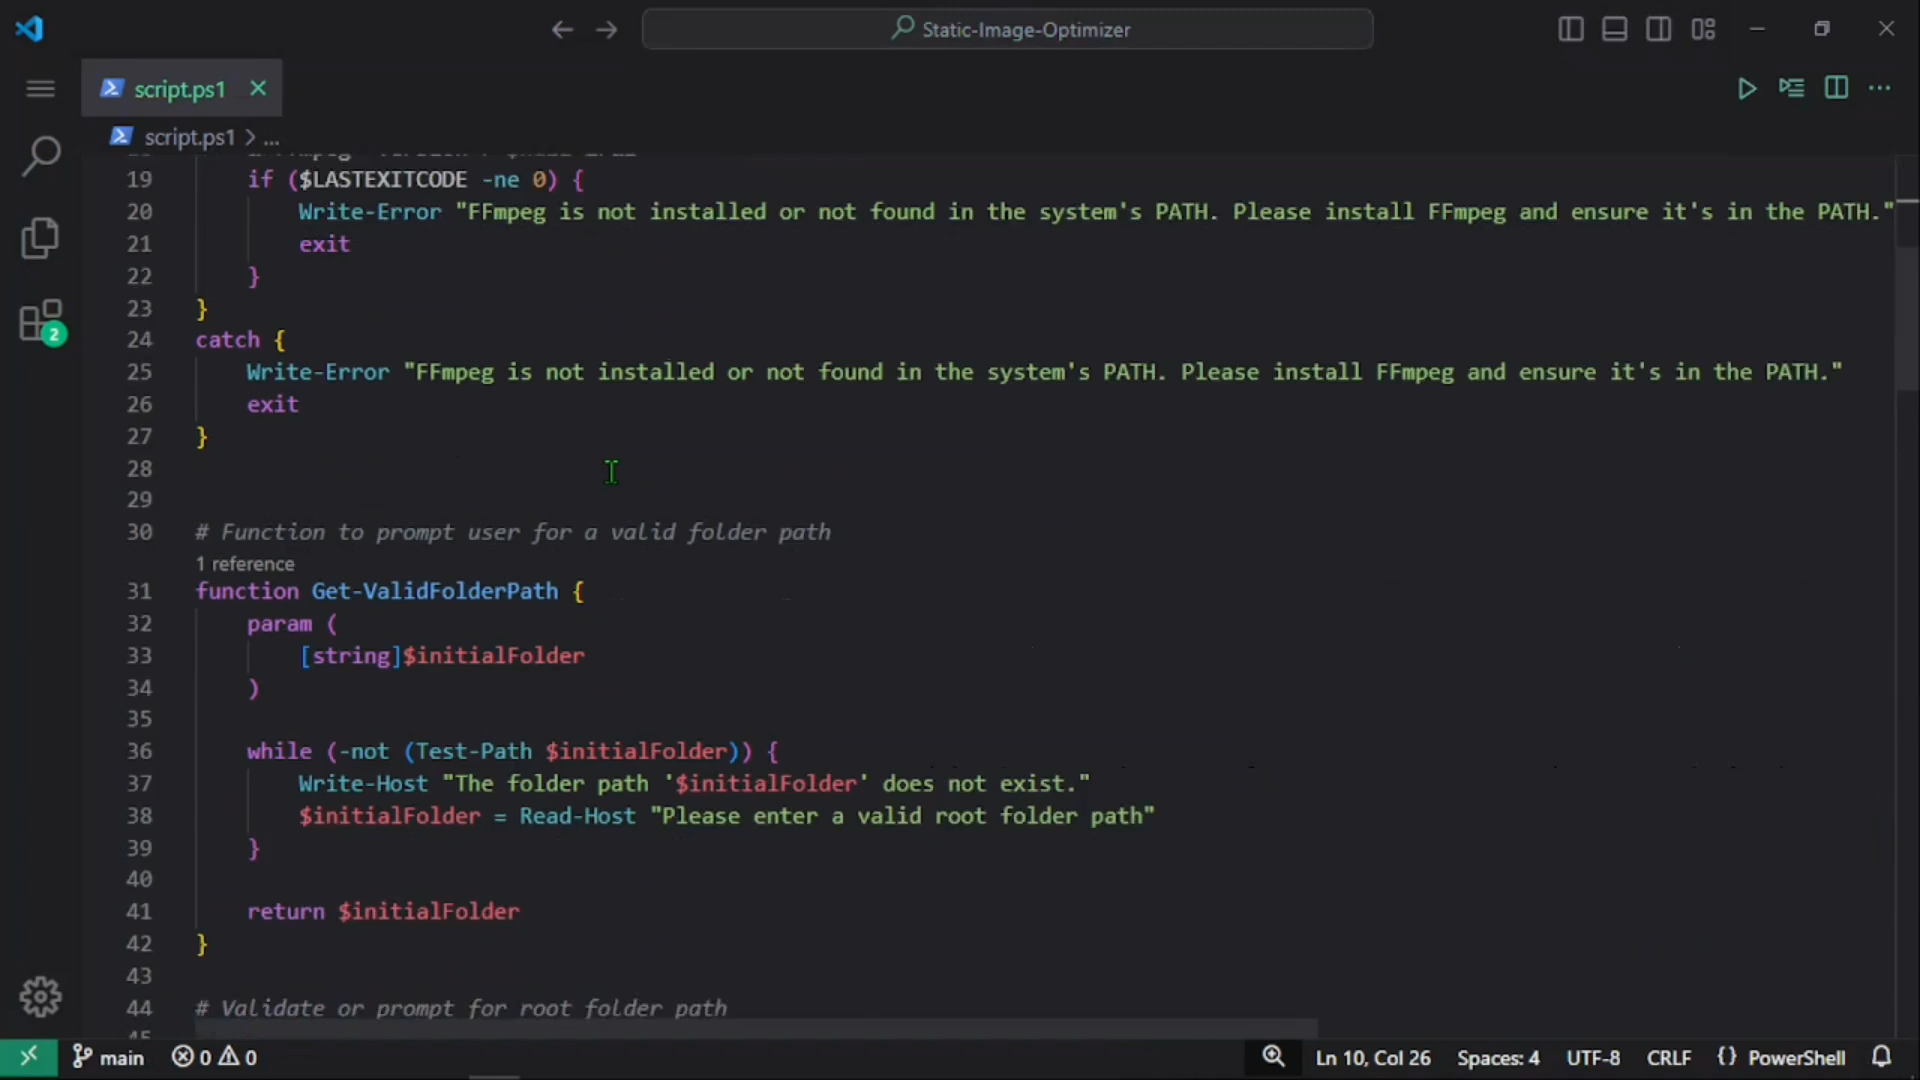 Static-Image-Optimizer
script.ps1
script.ps1 > ...
19 if ($LASTEXITCODE -ne 0) {
20 Write-Error "FFmpeg is not installed or not found in the system's PATH. Please install FFmpeg and ensure it's in the PATH."
21 exit
22 }
23 }
24 catch {
25 Write-Error "FFmpeg is not installed or not found in the system's PATH. Please install FFmpeg and ensure it's in the PATH."
26 exit
27 }
28
29
30 # Function to prompt user for a valid folder path
1 reference
31 function Get-ValidFolderPath {
32 param (
33 [string]$initialFolder
34 )
35
36 while (-not (Test-Path $initialFolder)) {
37 Write-Host "The folder path '$initialFolder' does not exist."
38 $initialFolder = Read-Host "Please enter a valid root folder path"
39 }
40
41 return $initialFolder
42 }
43
44 # Validate or prompt for root folder path
2
main 0 0 Ln 10, Col 26 Spaces: 4 UTF-8 CRLF {} PowerShell